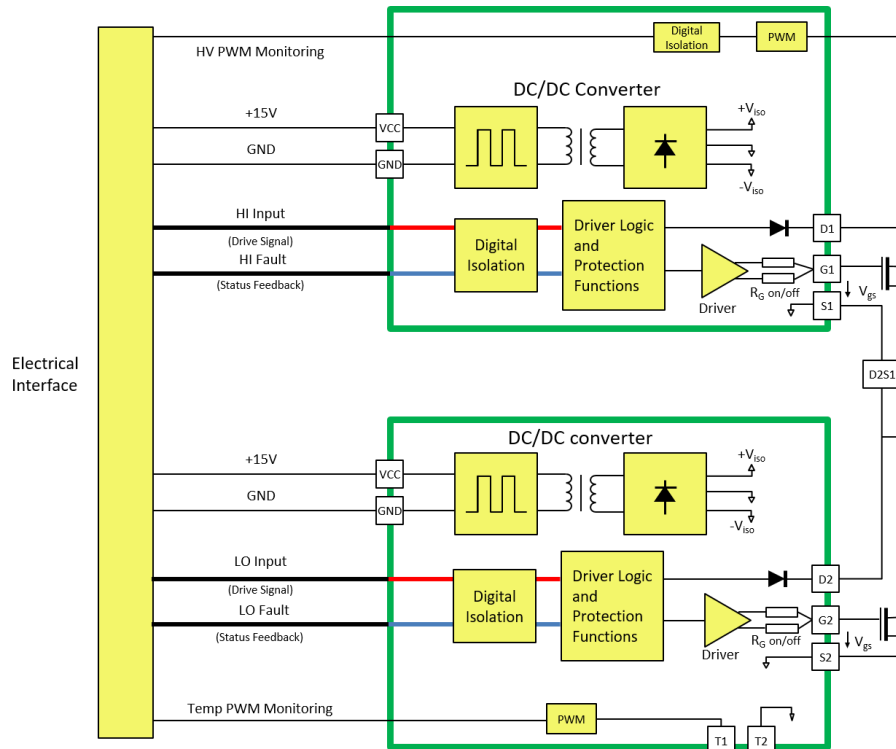 Digital
Isolation
PWM
HV PWM Monitoring
DC/DC Converter
+Viso
+15V
VCC
GND
GND
-Viso
HI Input
(Drive Signal)
HI Fault
(Status Feedback)
Digital
Isolation
Driver Logic
and
Protection
Functions
Driver
RG on/off
D1
G1
Vgs
S1
Electrical
Interface
D2S1
DC/DC converter
+Viso
+15V
VCC
GND
GND
-Viso
LO Input
(Drive Signal)
LO Fault
(Status Feedback)
Digital
Isolation
Driver Logic
and
Protection
Functions
Driver
RG on/off
D2
G2
Vgs
S2
Temp PWM Monitoring
PWM
T1
T2